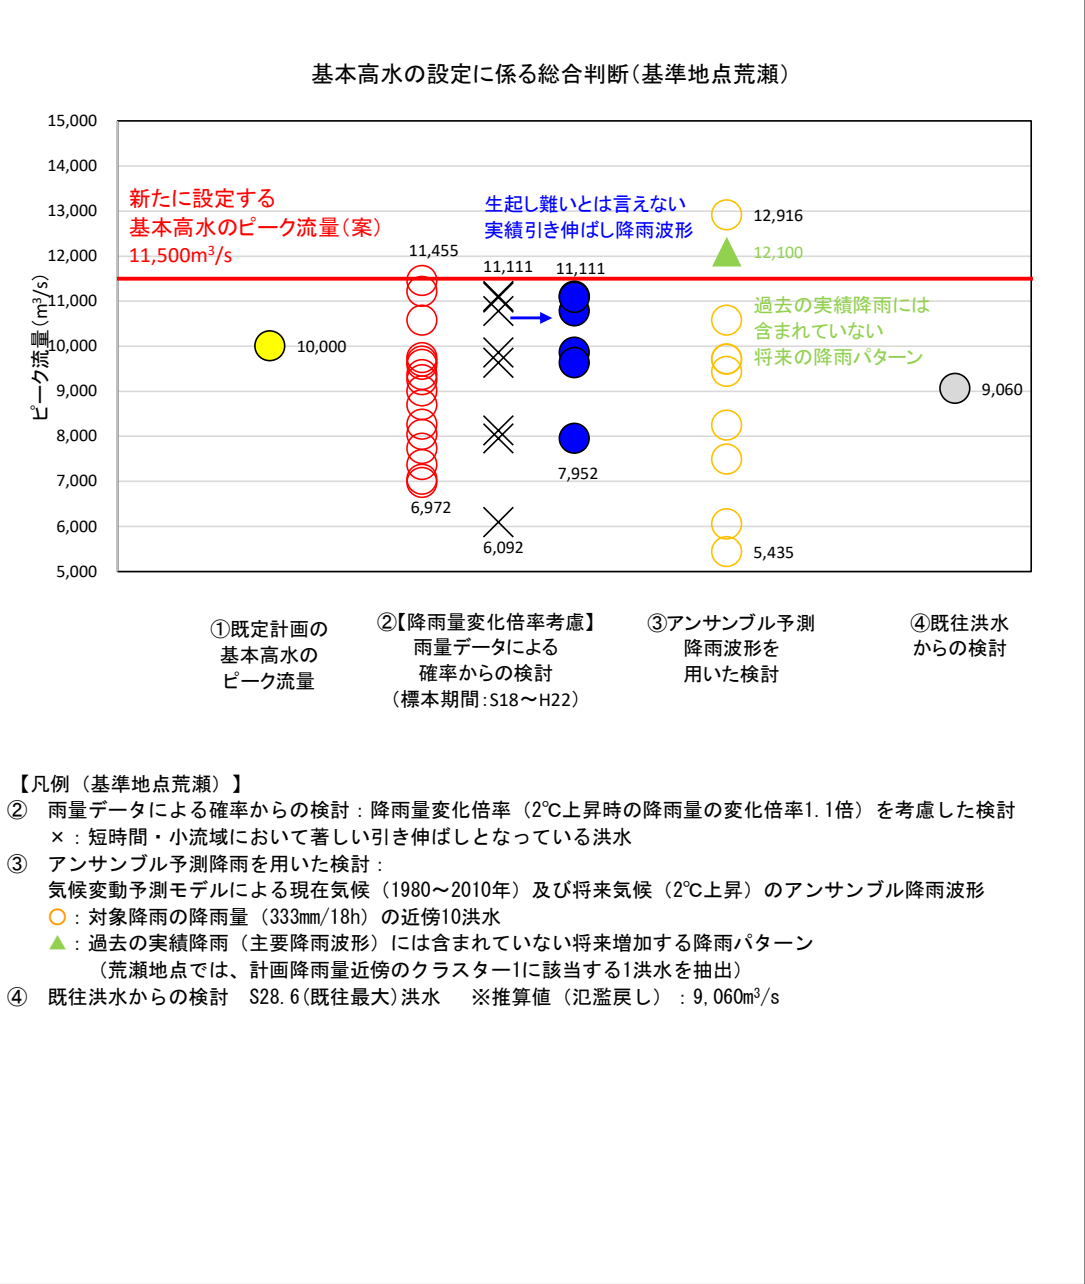 基本高水の設定に係る総合判断（基準地点荒瀬）
15,000
14,000
13,000
12,000
11,000
10,000
9,000
8,000
7,000
6,000
5,000
ピーク流量（m³/s）
新たに設定する
基本高水のピーク流量（案）
11,500m³/s
生起し難いとは言えない
実績引き伸ばし降雨波形
過去の実績降雨には
含まれていない
将来の降雨パターン
10,000
11,455
6,972
11,111
6,092
11,111
7,952
12,916
12,100
5,435
9,060
①既定計画の
基本高水の
ピーク流量
②【降雨量変化倍率考慮】
雨量データによる
確率からの検討
（標本期間：S18～H22）
③アンサンブル予測
降雨波形を
用いた検討
④既往洪水
からの検討
【凡例（基準地点荒瀬）】
② 雨量データによる確率からの検討：降雨量変化倍率（2℃上昇時の降雨量の変化倍率1.1倍）を考慮した検討
×：短時間・小流域において著しい引き伸ばしとなっている洪水
③ アンサンブル予測降雨を用いた検討：
気候変動予測モデルによる現在気候（1980～2010年）及び将来気候（2℃上昇）のアンサンブル降雨波形
○：対象降雨の降雨量（333mm/18h）の近傍10洪水
▲：過去の実績降雨（主要降雨波形）には含まれていない将来増加する降雨パターン
（荒瀬地点では、計画降雨量近傍のクラスター1に該当する1洪水を抽出）
④ 既往洪水からの検討 S28.6(既往最大)洪水 ※推算値（氾濫戻し）：9,060m³/s